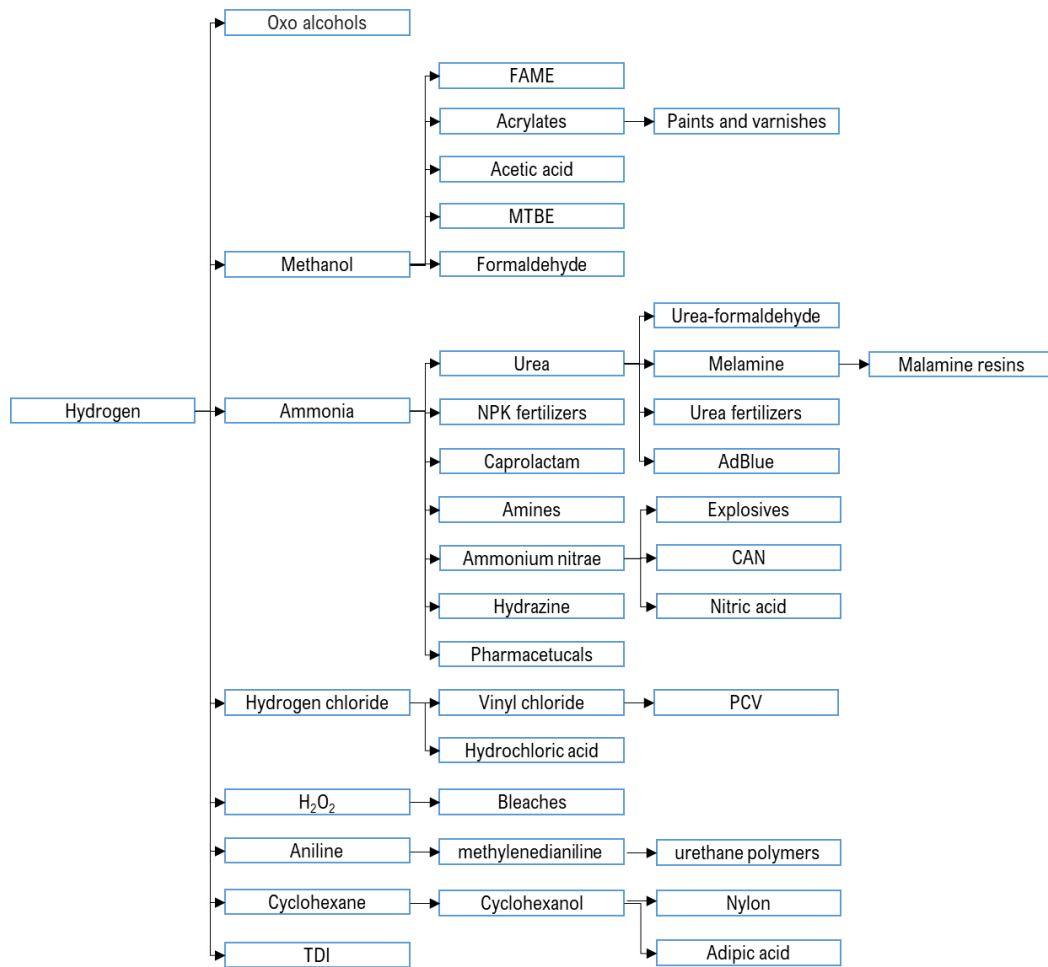 Oxo alcohols
FAME
Acrylates
Paints and varnishes
Acetic acid
MTBE
Methanol
Formaldehyde
Urea-formaldehyde
Urea
Melamine
Malamine resins
Hydrogen
Ammonia
NPK fertilizers
Urea fertilizers
Caprolactam
AdBlue
Amines
Explosives
Ammonium nitrae
CAN
Hydrazine
Nitric acid
Pharmacetucals
Hydrogen chloride
Vinyl chloride
PCV
Hydrochloric acid
H₂O₂
Bleaches
Aniline
methylenedianiline
urethane polymers
Cyclohexane
Cyclohexanol
Nylon
TDI
Adipic acid